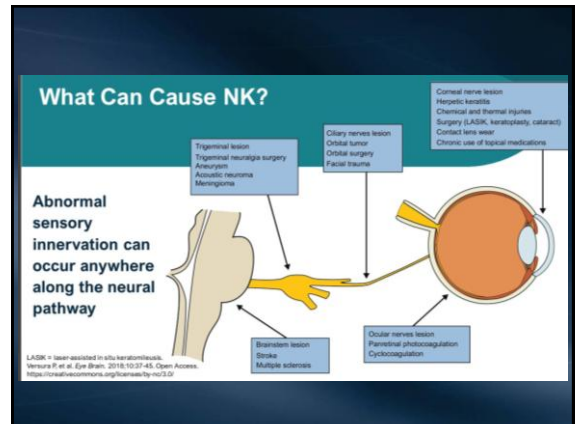 What Can Cause NK?
Corneal nerve lesion
Herpetic keratitis
Chemical and thermal injuries
Surgery (LASIK, keratoplasty, cataract)
Contact lens wear
Chronic use of topical medications
Ciliary nerves lesion
Orbital tumor
Orbital surgery
Facial trauma
Trigeminal lesion
Trigeminal neuralgia surgery
Aneurysm
Acoustic neuroma
Meningioma
Abnormal
sensory
innervation can
occur anywhere
along the neural
pathway
Brainstem lesion
Stroke
Multiple sclerosis
Ocular nerves lesion
Panretinal photocoagulation
Cyclocoagulation
LASIK = laser-assisted in situ keratomileusis.
Versura P, et al. Eye Brain. 2018;10:37-45. Open Access.
https://creativecommons.org/licenses/by-nc/3.0/